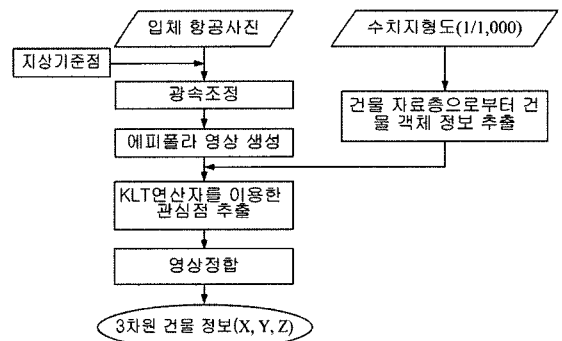 입체 항공사진
수치지형도(1/1,000)
지상기준점
광속조정
건물 자료층으로부터 건
물 객체 정보 추출
에피폴라 영상 생성
KLT연산자를 이용한
관심점 추출
영상정합
3차원 건물 정보(X, Y, Z)